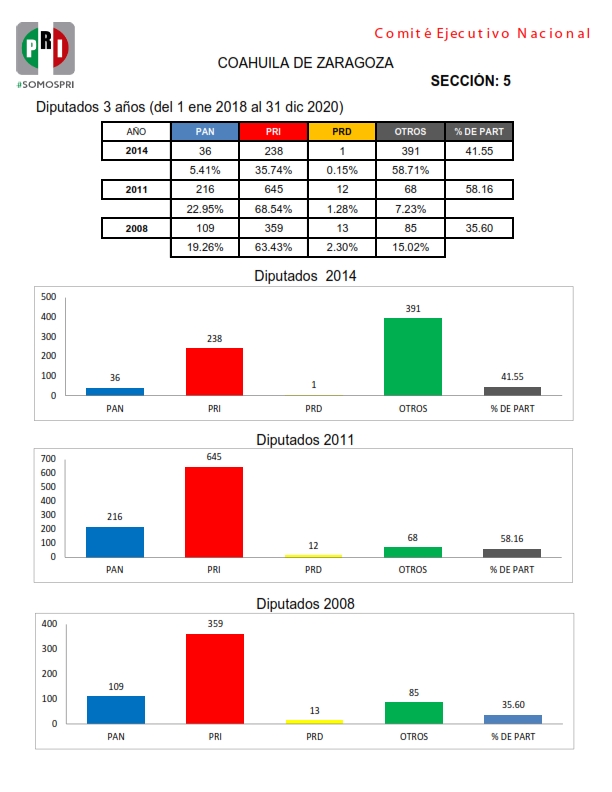 Comité Ejecutivo Nacional
PRI
#SOMOSPRI
COAHUILA DE ZARAGOZA
SECCIÓN: 5
Diputados 3 años (del 1 ene 2018 al 31 dic 2020)
AÑO PAN PRI PRD OTROS % DE PART
2014 36 238 1 391 41.55
5.41% 35.74% 0.15% 58.71%
2011 216 645 12 68 58.16
22.95% 68.54% 1.28% 7.23%
2008 109 359 13 85 35.60
19.26% 63.43% 2.30% 15.02%
Diputados 2014
500
400
300
200
100
0
36 238 1 391 41.55
PAN PRI PRD OTROS % DE PART
Diputados 2011
700
600
500
400
300
200
100
0
216 645 12 68 58.16
PAN PRI PRD OTROS % DE PART
Diputados 2008
400
300
200
100
0
109 359 13 85 35.60
PAN PRI PRD OTROS % DE PART